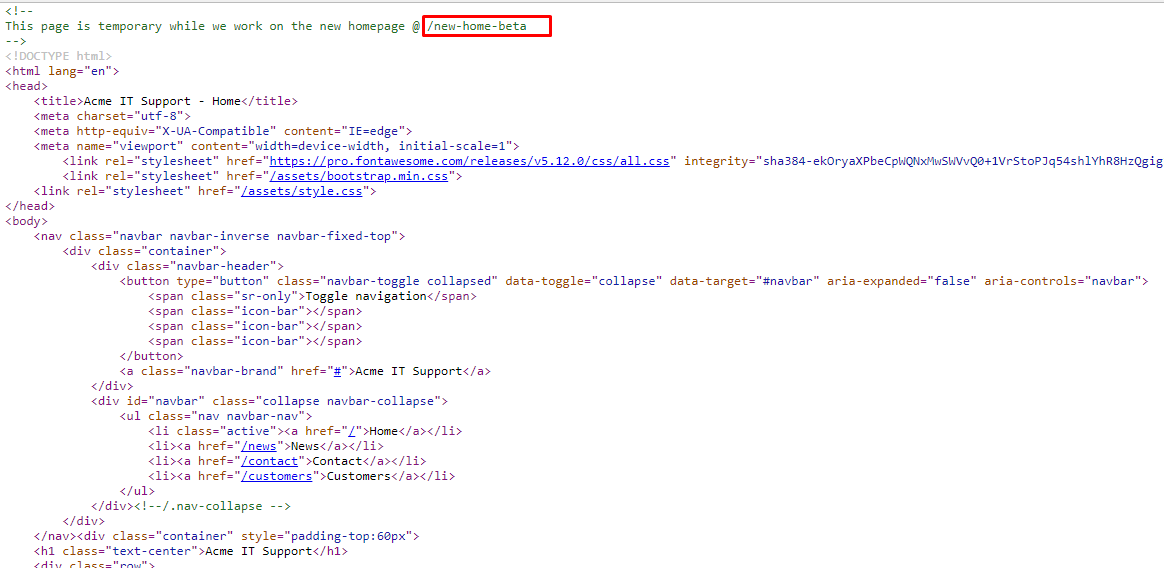 <!--
This page is temporary while we work on the new homepage @ /new-home-beta
-->
<!DOCTYPE html>
<html lang="en">
<head>
    <title>Acme IT Support - Home</title>
    <meta charset="utf-8">
    <meta http-equiv="X-UA-Compatible" content="IE=edge">
    <meta name="viewport" content="width=device-width, initial-scale=1">
        <link rel="stylesheet" href="https://pro.fontawesome.com/releases/v5.12.0/css/all.css" integrity="sha384-ekOryaXPbeCpWQNxMwSWVvQ0+1VrStoPJq54shlYhR8HzQgig
        <link rel="stylesheet" href="/assets/bootstrap.min.css">
    <link rel="stylesheet" href="/assets/style.css">
</head>
<body>
    <nav class="navbar navbar-inverse navbar-fixed-top">
        <div class="container">
            <div class="navbar-header">
                <button type="button" class="navbar-toggle collapsed" data-toggle="collapse" data-target="#navbar" aria-expanded="false" aria-controls="navbar">
                    <span class="sr-only">Toggle navigation</span>
                    <span class="icon-bar"></span>
                    <span class="icon-bar"></span>
                    <span class="icon-bar"></span>
                </button>
                <a class="navbar-brand" href="#">Acme IT Support</a>
            </div>
            <div id="navbar" class="collapse navbar-collapse">
                <ul class="nav navbar-nav">
                    <li class="active"><a href="/">Home</a></li>
                    <li><a href="/news">News</a></li>
                    <li><a href="/contact">Contact</a></li>
                    <li><a href="/customers">Customers</a></li>
                </ul>
            </div><!--/.nav-collapse -->
        </div>
    </nav><div class="container" style="padding-top:60px">
    <h1 class="text-center">Acme IT Support</h1>
    <div class="row">